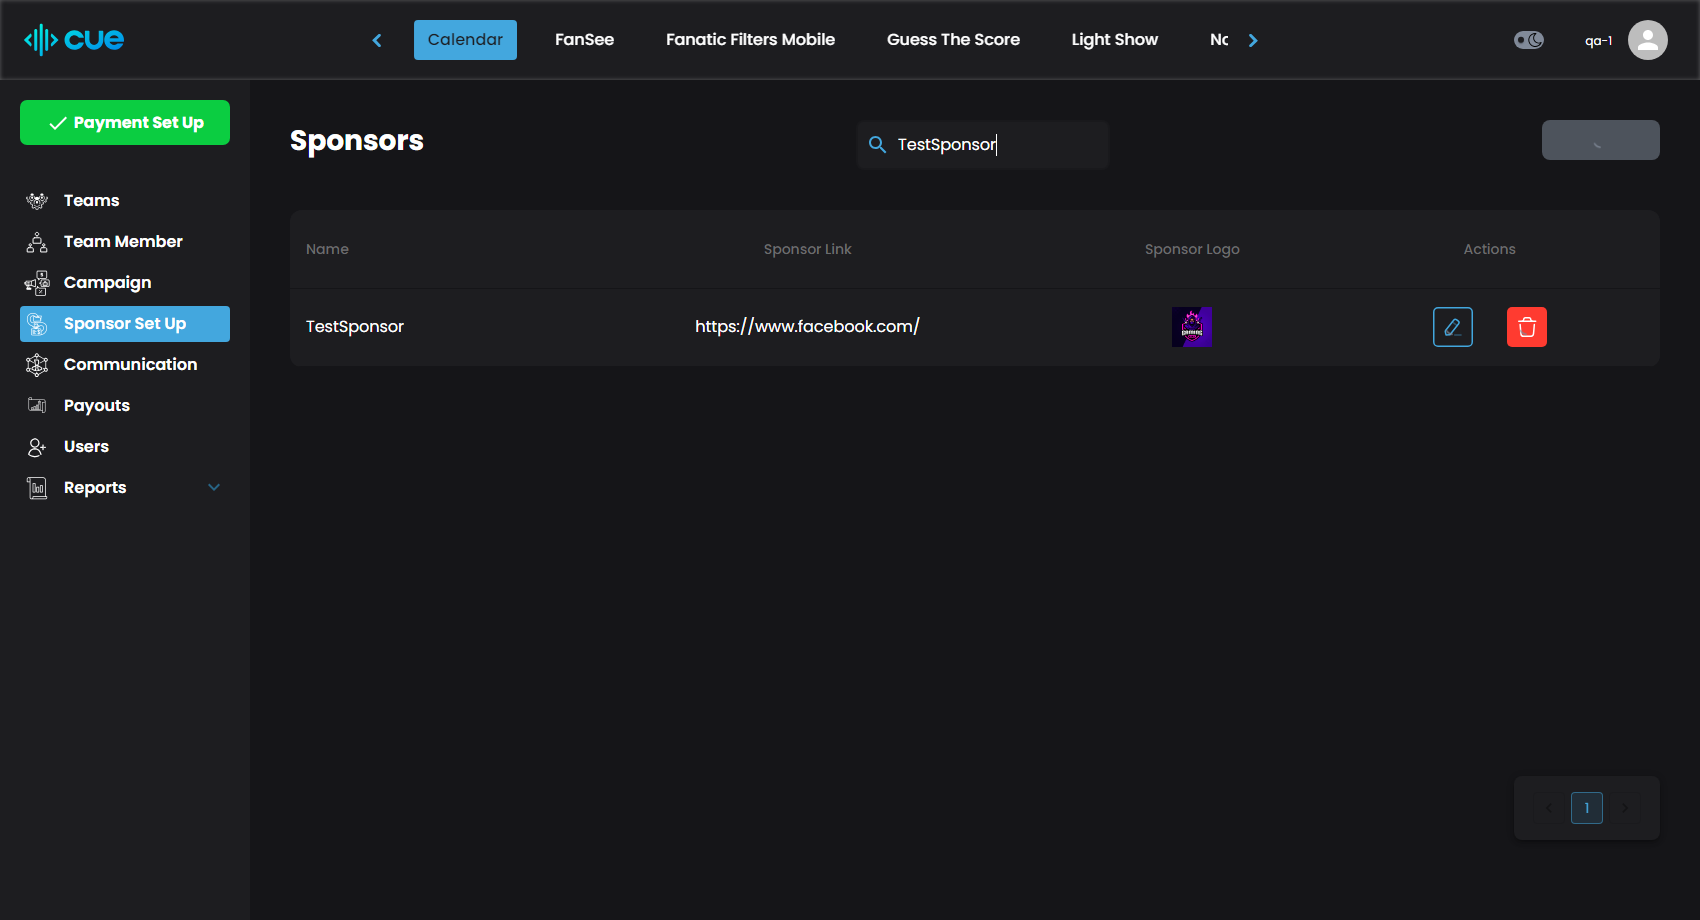 cue
Calendar
FanSee
Fanatic Filters Mobile
Guess The Score
Light Show
qa-1
Payment Set Up
Teams
Team Member
Campaign
Sponsor Set Up
Communication
Payouts
Users
Reports
Sponsors
TestSponsor
Name Sponsor Link Sponsor Logo Actions
TestSponsor https://www.facebook.com/
GAMING
1